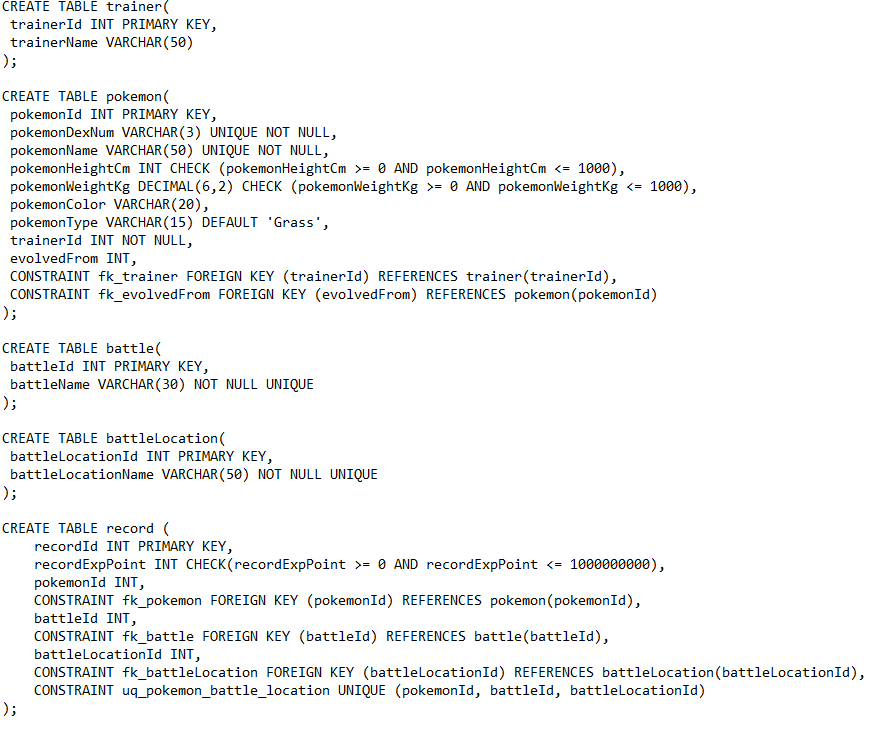 CREATE TABLE trainer(
 trainerId INT PRIMARY KEY,
 trainerName VARCHAR(50)
);

CREATE TABLE pokemon(
 pokemonId INT PRIMARY KEY,
 pokemonDexNum VARCHAR(3) UNIQUE NOT NULL,
 pokemonName VARCHAR(50) UNIQUE NOT NULL,
 pokemonHeightCm INT CHECK (pokemonHeightCm >= 0 AND pokemonHeightCm <= 1000),
 pokemonWeightKg DECIMAL(6,2) CHECK (pokemonWeightKg >= 0 AND pokemonWeightKg <= 1000),
 pokemonColor VARCHAR(20),
 pokemonType VARCHAR(15) DEFAULT 'Grass',
 trainerId INT NOT NULL,
 evolvedFrom INT,
 CONSTRAINT fk_trainer FOREIGN KEY (trainerId) REFERENCES trainer(trainerId),
 CONSTRAINT fk_evolvedFrom FOREIGN KEY (evolvedFrom) REFERENCES pokemon(pokemonId)
);

CREATE TABLE battle(
 battleId INT PRIMARY KEY,
 battleName VARCHAR(30) NOT NULL UNIQUE
);

CREATE TABLE battleLocation(
 battleLocationId INT PRIMARY KEY,
 battleLocationName VARCHAR(50) NOT NULL UNIQUE
);

CREATE TABLE record (
    recordId INT PRIMARY KEY,
    recordExpPoint INT CHECK(recordExpPoint >= 0 AND recordExpPoint <= 1000000000),
    pokemonId INT,
    CONSTRAINT fk_pokemon FOREIGN KEY (pokemonId) REFERENCES pokemon(pokemonId),
    battleId INT,
    CONSTRAINT fk_battle FOREIGN KEY (battleId) REFERENCES battle(battleId),
    battleLocationId INT,
    CONSTRAINT fk_battleLocation FOREIGN KEY (battleLocationId) REFERENCES battleLocation(battleLocationId),
    CONSTRAINT uq_pokemon_battle_location UNIQUE (pokemonId, battleId, battleLocationId)
);